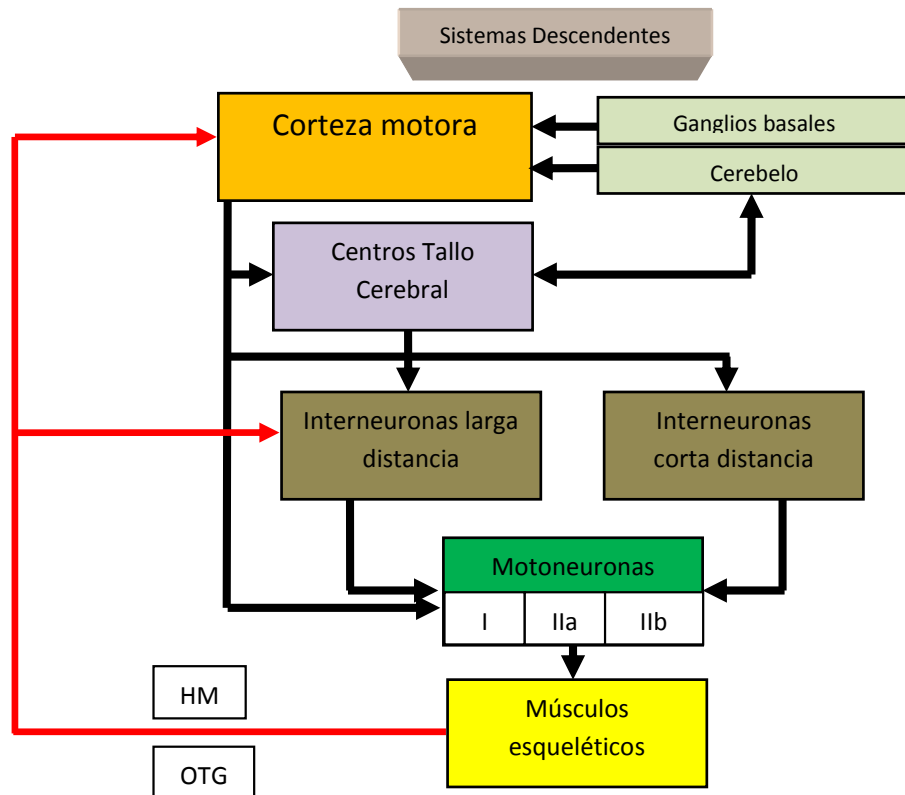 Sistemas Descendentes
Corteza motora
Ganglios basales
Cerebelo
Centros Tallo
Cerebral
Interneuronas larga
distancia
Interneuronas
corta distancia
Motoneuronas
I
IIa
IIb
HM
Músculos
esqueléticos
OTG